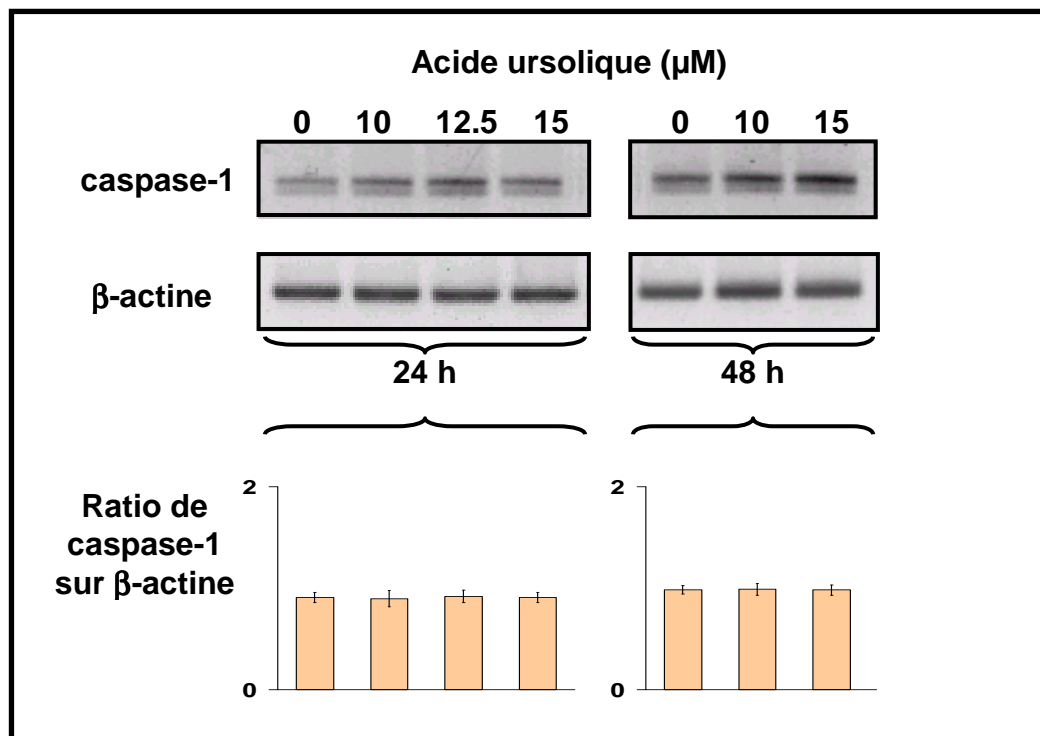 Acide ursolique (µM)
0 10 12.5 15 0 10 15
caspase-1
β-actine
24 h 48 h
Ratio de
caspase-1
sur β-actine
2 2
0 0